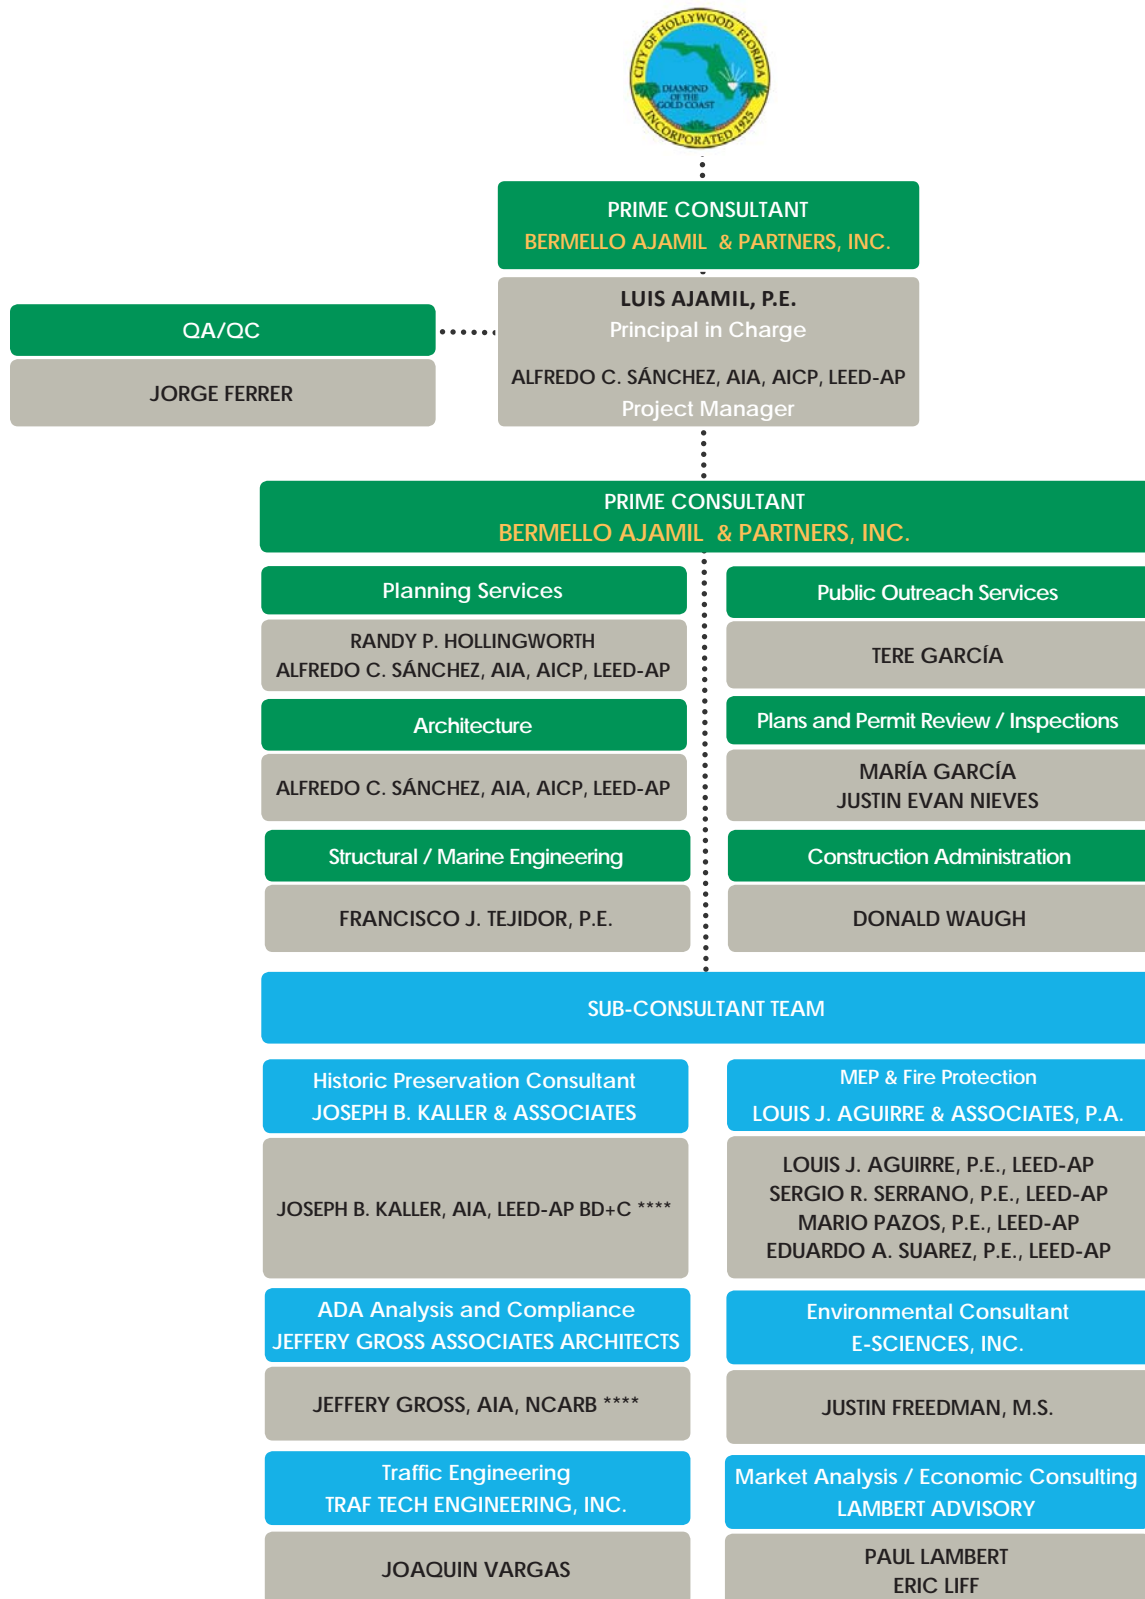 CITY OF HOLLYWOOD, FLORIDA
DIAMOND
OF THE
GOLD COAST
INCORPORATED 1925
PRIME CONSULTANT
BERMELLO AJAMIL & PARTNERS, INC.
LUIS AJAMIL, P.E.
Principal in Charge
ALFREDO C. SÁNCHEZ, AIA, AICP, LEED-AP
Project Manager
QA/QC
JORGE FERRER
PRIME CONSULTANT
BERMELLO AJAMIL & PARTNERS, INC.
Planning Services
RANDY P. HOLLINGWORTH
ALFREDO C. SÁNCHEZ, AIA, AICP, LEED-AP
Public Outreach Services
TERE GARCÍA
Architecture
ALFREDO C. SÁNCHEZ, AIA, AICP, LEED-AP
Plans and Permit Review / Inspections
MARÍA GARCÍA
JUSTIN EVAN NIEVES
Structural / Marine Engineering
FRANCISCO J. TEJIDOR, P.E.
Construction Administration
DONALD WAUGH
SUB-CONSULTANT TEAM
Historic Preservation Consultant
JOSEPH B. KALLER & ASSOCIATES
JOSEPH B. KALLER, AIA, LEED-AP BD+C ****
MEP & Fire Protection
LOUIS J. AGUIRRE & ASSOCIATES, P.A.
LOUIS J. AGUIRRE, P.E., LEED-AP
SERGIO R. SERRANO, P.E., LEED-AP
MARIO PAZOS, P.E., LEED-AP
EDUARDO A. SUAREZ, P.E., LEED-AP
ADA Analysis and Compliance
JEFFERY GROSS ASSOCIATES ARCHITECTS
JEFFERY GROSS, AIA, NCARB ****
Environmental Consultant
E-SCIENCES, INC.
JUSTIN FREEDMAN, M.S.
Traffic Engineering
TRAF TECH ENGINEERING, INC.
JOAQUIN VARGAS
Market Analysis / Economic Consulting
LAMBERT ADVISORY
PAUL LAMBERT
ERIC LIFF